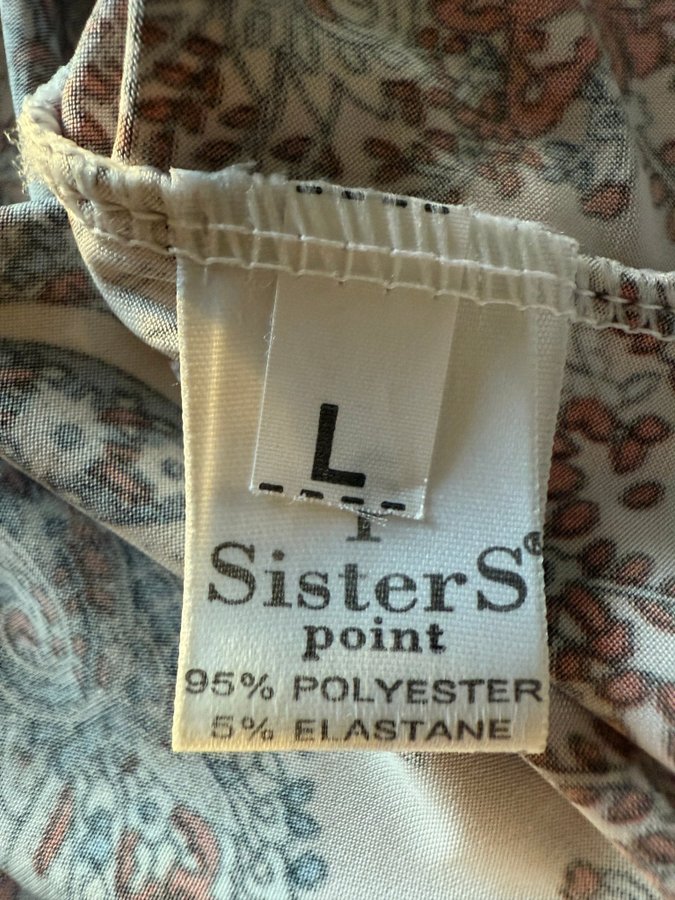 L
SisterS®
point
95% POLYESTER
5% ELASTANE